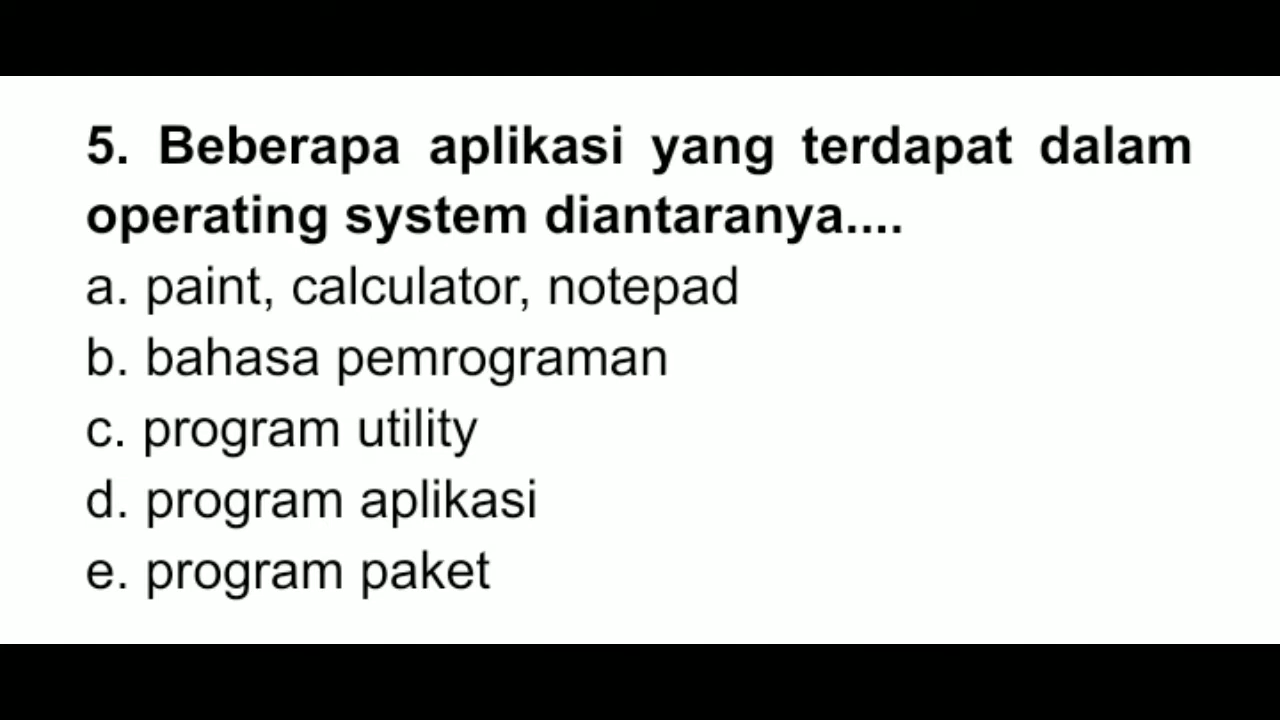 5. Beberapa aplikasi yang terdapat dalam
operating system diantaranya....
a. paint, calculator, notepad
b. bahasa pemrograman
c. program utility
d. program aplikasi
e. program paket